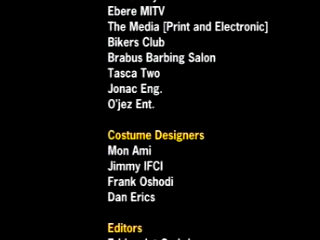 Ebere MITV
The Media [Print and Electronic]
Bikers Club
Brabus Barbing Salon
Tasca Two
Jonac Eng.
O'jez Ent.
Costume Designers
Mon Ami
Jimmy IFCI
Frank Oshodi
Dan Erics
Editors